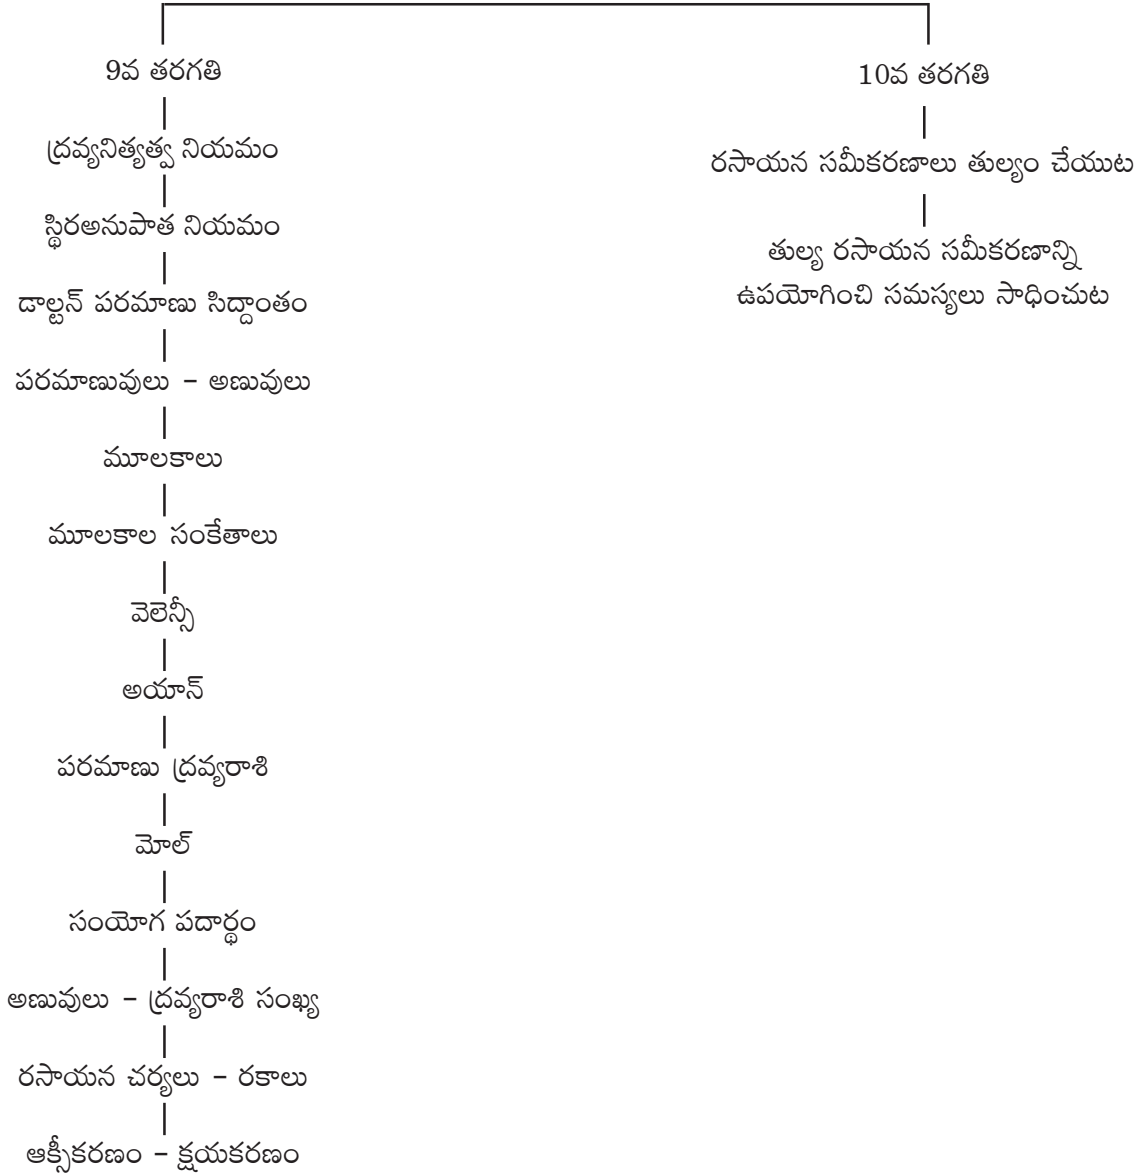 9వ తరగతి
ద్రవ్యనిత్యత్వ నియమం
స్థిరఅనుపాత నియమం
డాల్టన్ పరమాణు సిద్దాంతం
పరమాణువులు - అణువులు
మూలకాలు
మూలకాల సంకేతాలు
వెలెన్సీ
అయాన్
పరమాణు ద్రవ్యరాశి
మోల్
సంయోగ పదార్థం
అణువులు - ద్రవ్యరాశి సంఖ్య
రసాయన చర్యలు - రకాలు
ఆక్సీకరణం - క్షయకరణం
10వ తరగతి
రసాయన సమీకరణాలు తుల్యం చేయుట
తుల్య రసాయన సమీకరణాన్ని
ఉపయోగించి సమస్యలు సాధించుట